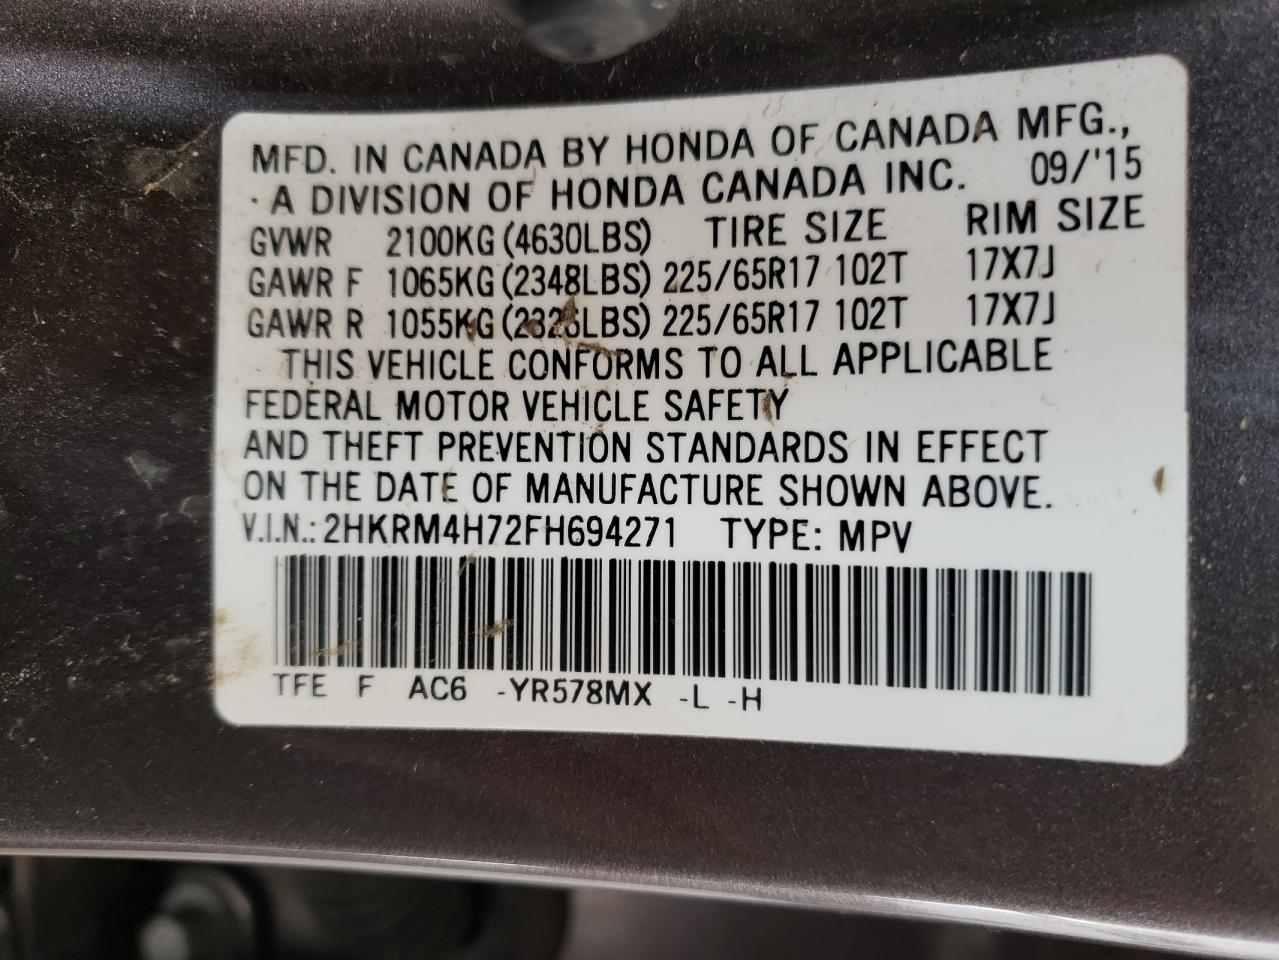 MFD. IN CANADA BY HONDA OF CANADA MFG.,
·A DIVISION OF HONDA CANADA INC. 09/'15
GVWR 2100KG (4630LBS) TIRE SIZE RIM SIZE
GAWR F 1065KG (2348LBS) 225/65R17 102T 17X7J
GAWR R 1055KG (2326LBS) 225/65R17 102T 17X7J
THIS VEHICLE CONFORMS TO ALL APPLICABLE
FEDERAL MOTOR VEHICLE SAFETY
AND THEFT PREVENTION STANDARDS IN EFFECT
ON THE DATE OF MANUFACTURE SHOWN ABOVE.
V.I.N.: 2HKRM4H72FH694271 TYPE: MPV
TFE F AC6 -YR578MX -L -H